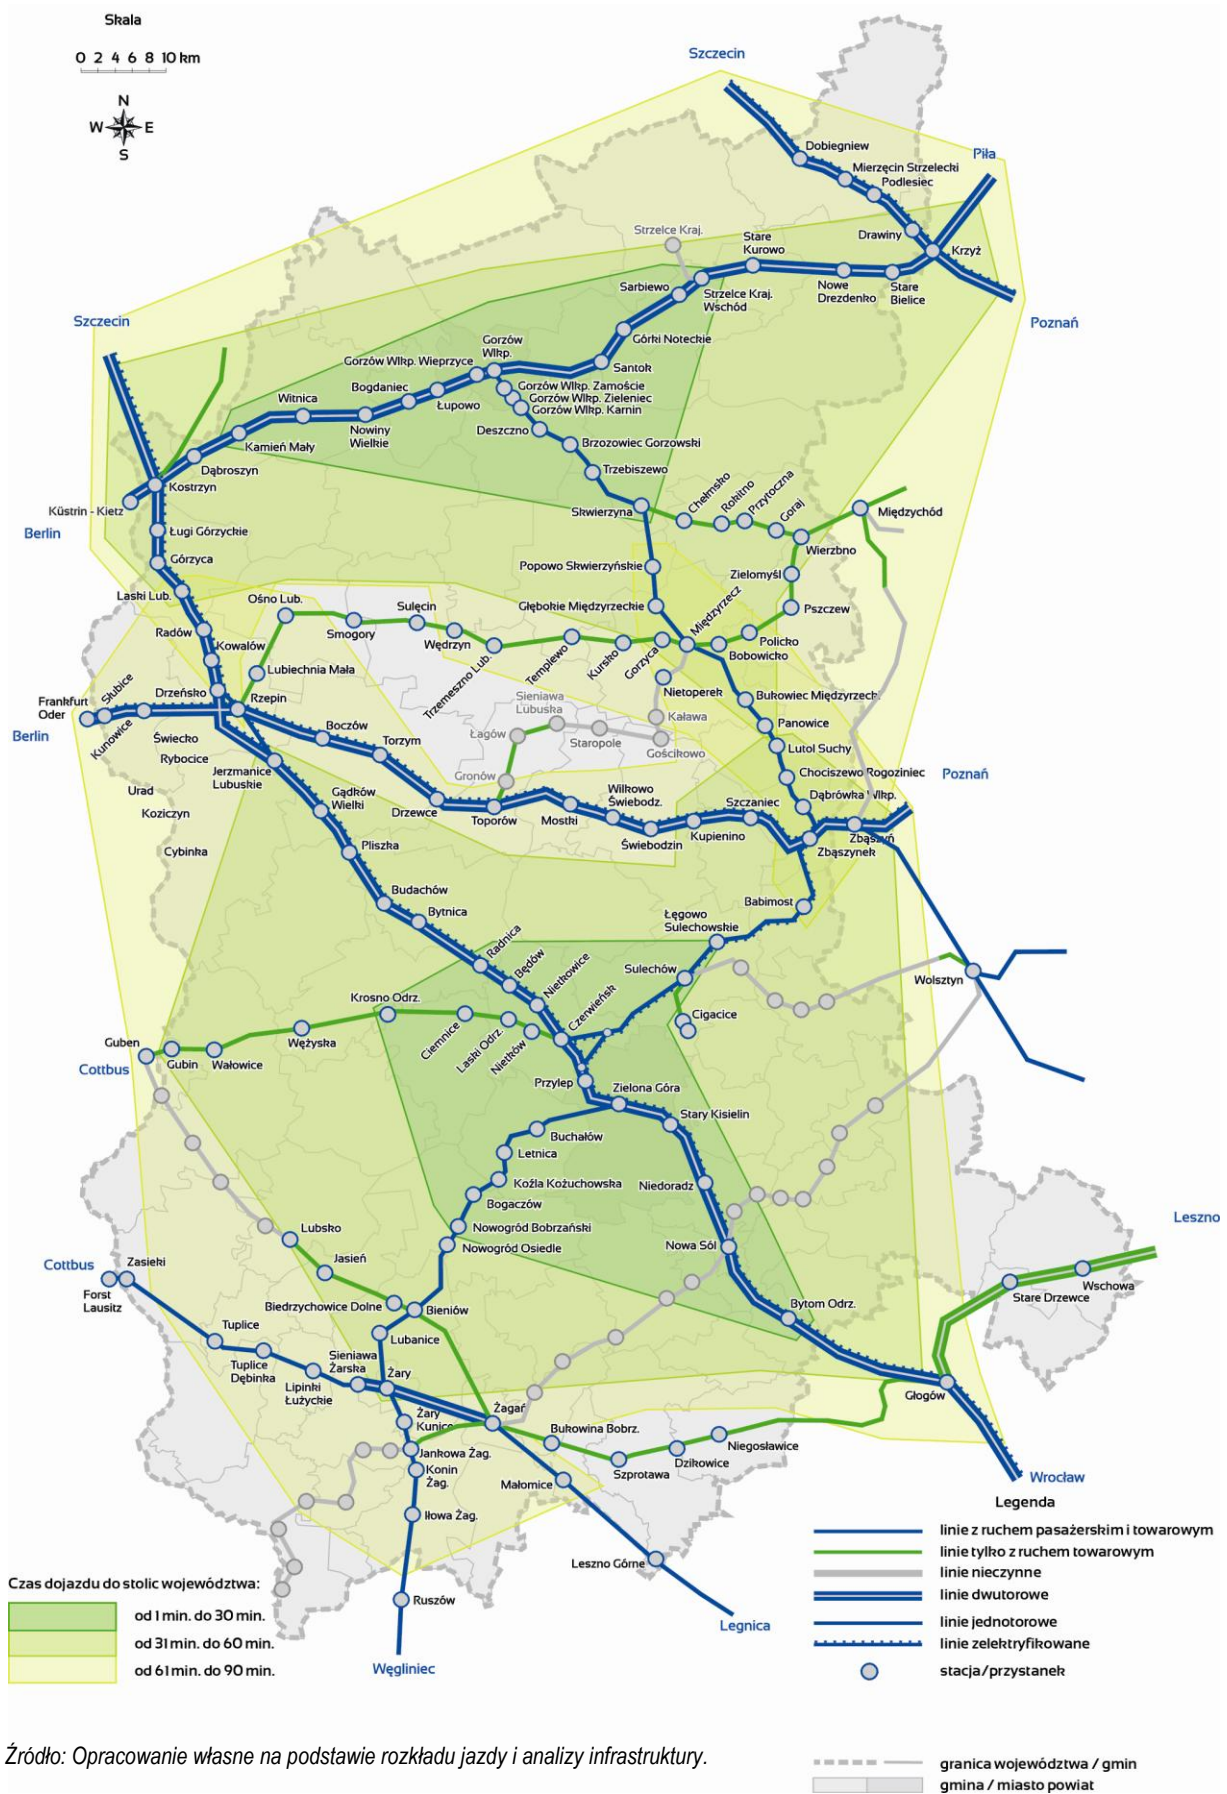 Skala
0 2 4 6 8 10 km
N
W E
S
Szczecin
Dobiegniew
Mierzęcin Strzelecki
Podlesiec
Piła
Drawiny
Krzyż
Strzelce Kraj.
Stare
Kurowo
Sarbiewo
Strzelce Kraj.
Wschód
Nowe
Drezdenko
Stare
Bielice
Poznań
Szczecin
Górki Noteckie
Gorzów
Wlkp.
Gorzów Wlkp. Wieprzyce
Santok
Bogdaniec
Gorzów Wlkp. Zamoście
Gorzów Wlkp. Zieleniec
Gorzów Wlkp. Karnin
Witnica
Łupowo
Nowiny
Wielkie
Deszczno
Kamień Mały
Brzozowiec Gorzowski
Dąbroszyn
Trzebiszewo
Kostrzyn
Küstrin - Kietz
Skwierzyna
Chełmsko
Rokitno
Przytoczna
Goraj
Międzychód
Berlin
Ługi Górzyckie
Wierzbno
Górzyca
Popowo Skwierzyńskie
Zielomyśl
Laski Lub.
Ośno Lub.
Sulęcin
Głębokie Międzyrzeckie
Międzyrzecz
Pszczew
Radów
Smogory
Wędrzyn
Policko
Kowalów
Trzemeszno Lub.
Templewo
Kursko
Gorzyca
Bobowicko
Lubiechnia Mała
Nietoperek
Słubice
Drzeńsko
Rzepin
Frankfurt
Oder
Kunowice
Bukowiec Międzyrzeck.
Sieniawa
Lubuska
Kaława
Berlin
Świecko
Rybocice
Boczów
Torzym
Łagów
Staropole
Gościkowo
Panowice
Lutol Suchy
Jerzmanice
Lubuskie
Gronów
Chociszewo Rogoziniec
Poznań
Urad
Koziczyn
Gądków
Wielki
Drzewce
Toporów
Mostki
Wilkowo
Świebodz.
Szczaniec
Dąbrówka Wlkp.
Cybinka
Pliszka
Świebodzin
Kupienino
Zbąszyń
Zbąszynek
Budachów
Bytnica
Babimost
Łęgowo
Sulechowskie
Radnica
Będów
Nietkowice
Sulechów
Wolsztyn
Krosno Odrz.
Czerwieńsk
Cigacice
Ciemnice
Laski Odrz.
Nietków
Guben
Gubin
Wałowice
Wężyska
Cottbus
Przylep
Zielona Góra
Stary Kisielin
Buchałów
Letnica
Koźla Kożuchowska
Niedoradz
Bogaczów
Leszno
Lubsko
Nowogród Bobrzański
Nowogród Osiedle
Nowa Sól
Cottbus
Zasieki
Jasień
Forst
Lausitz
Wschowa
Stare Drzewce
Biedrzychowice Dolne
Bieniów
Bytom Odrz.
Tuplice
Lubanice
Tuplice
Dębinka
Sieniawa
Żarska
Żary
Lipinki
Łużyckie
Głogów
Żary
Kunice
Żagań
Bukowina Bobrz.
Niegosławice
Jankowa Żag.
Dzikowice
Szprotawa
Konin
Żag.
Małomice
Wrocław
Iłowa Żag.
Leszno Górne
Ruszów
Legnica
Węgliniec
Legenda
linie z ruchem pasażerskim i towarowym
linie tylko z ruchem towarowym
linie nieczynne
linie dwutorowe
linie jednotorowe
linie zelektryfikowane
stacja/przystanek
Czas dojazdu do stolic województwa:
od 1 min. do 30 min.
od 31 min. do 60 min.
od 61 min. do 90 min.
Źródło: Opracowanie własne na podstawie rozkładu jazdy i analizy infrastruktury.
granica województwa / gmin
gmina / miasto powiat